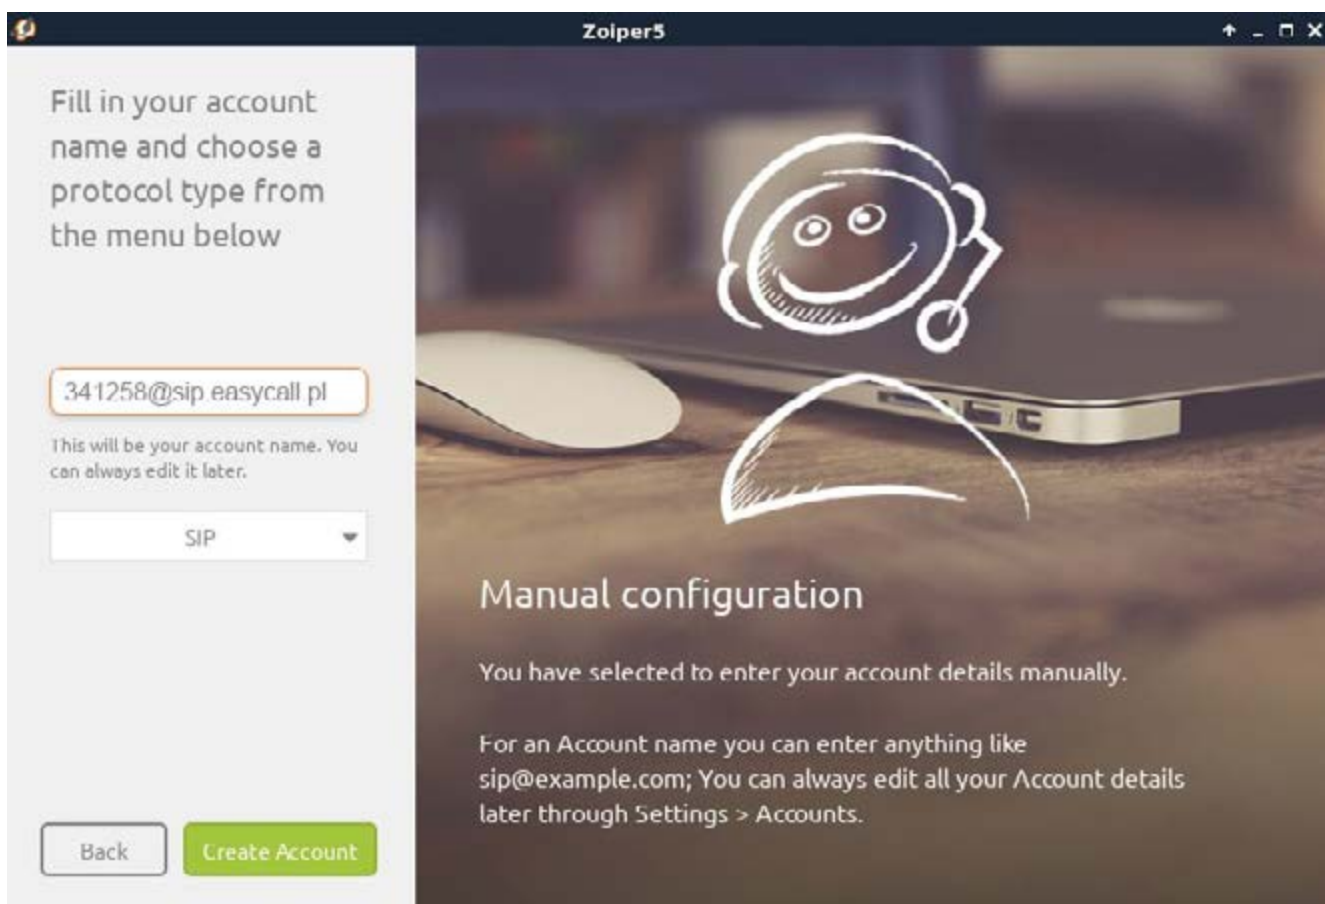 Zoiper5
Fill in your account
name and choose a
protocol type from
the menu below
341258@sip.easycall.pl
This will be your account name. You
can always edit it later.
SIP
Back
Create Account
Manual configuration
You have selected to enter your account details manually.
For an Account name you can enter anything like
sip@example.com; You can always edit all your Account details
later through Settings > Accounts.